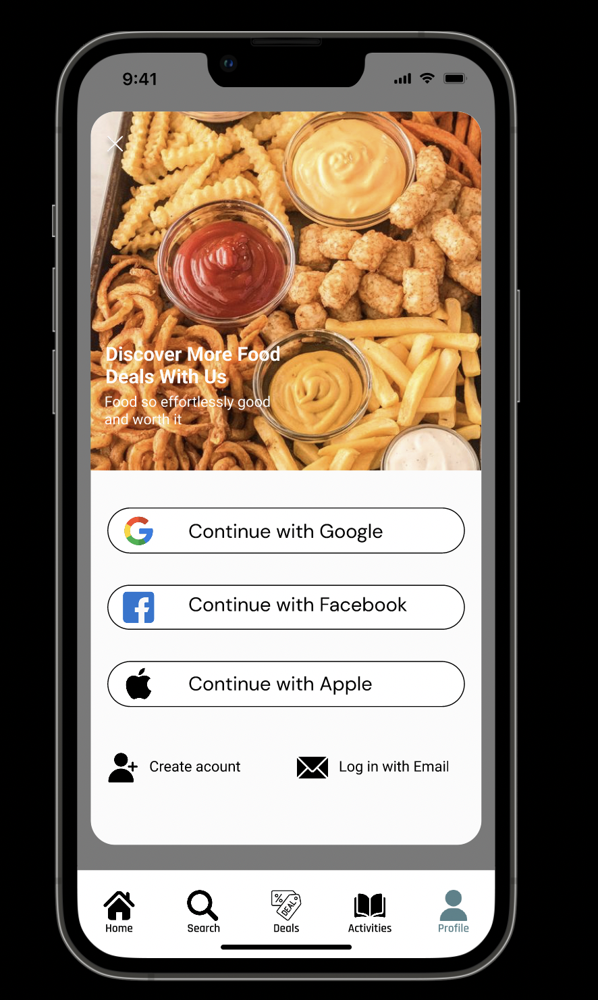 9:41
Discover More Food
Deals With Us
Food so effortlessly good
and worth it
Continue with Google
Continue with Facebook
Continue with Apple
Create acount
Log in with Email
%
DEAL
Home
Search
Deals
Activities
Profile